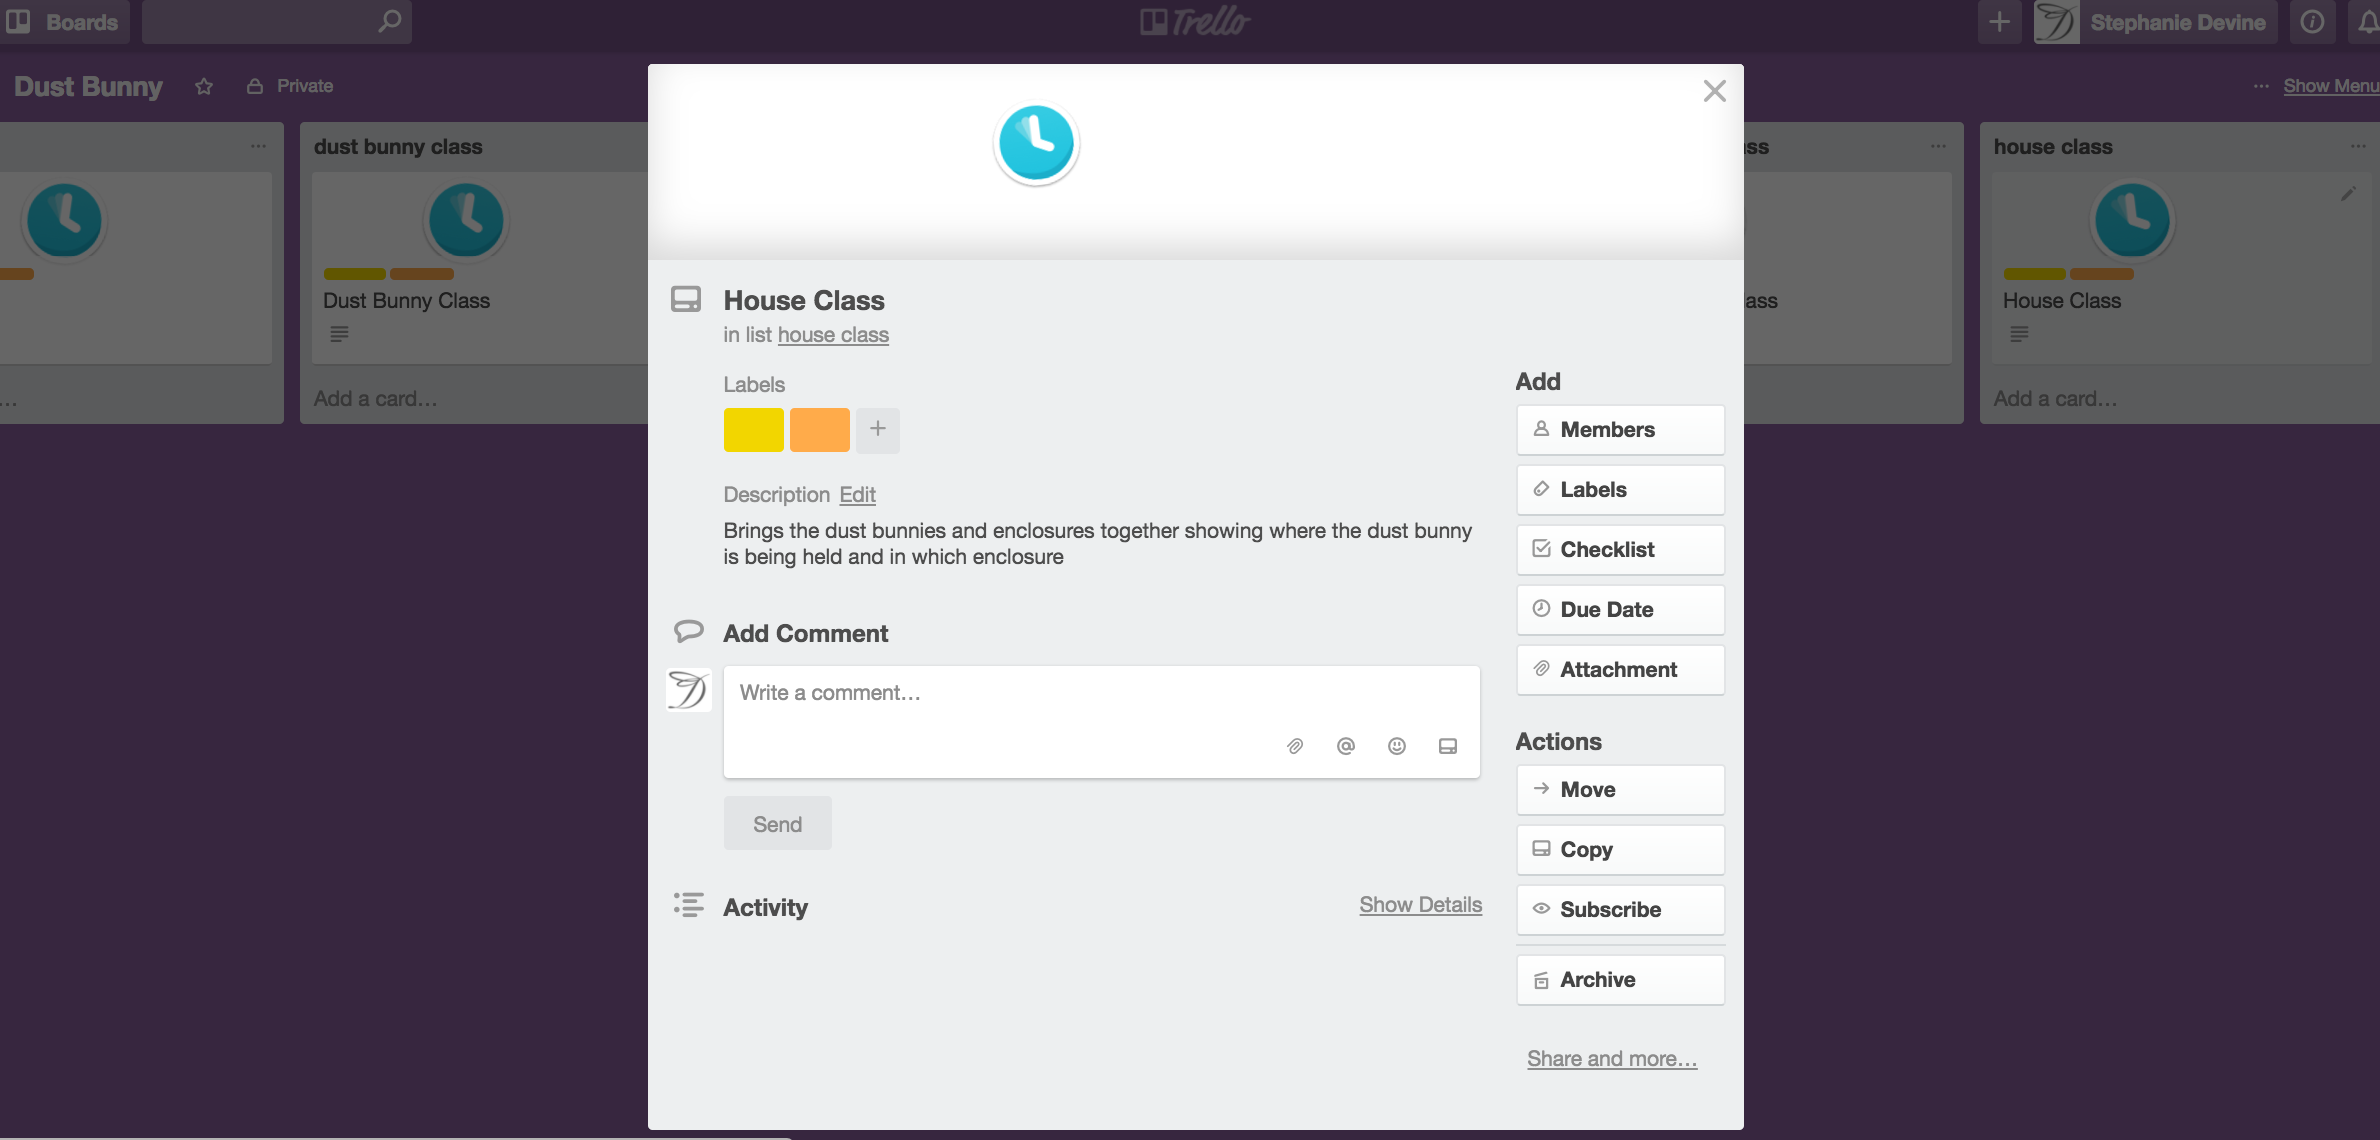 Boards
Trello
Stephanie Devine
Dust Bunny
Private
Show Menu
dust bunny class
Dust Bunny Class
Add a card…
House Class
in list house class
Labels
Description Edit
Brings the dust bunnies and enclosures together showing where the dust bunny
is being held and in which enclosure
Add Comment
Write a comment…
Send
Activity
Show Details
Add
Members
Labels
Checklist
Due Date
Attachment
Actions
Move
Copy
Subscribe
Archive
Share and more…
house class
House Class
Add a card…